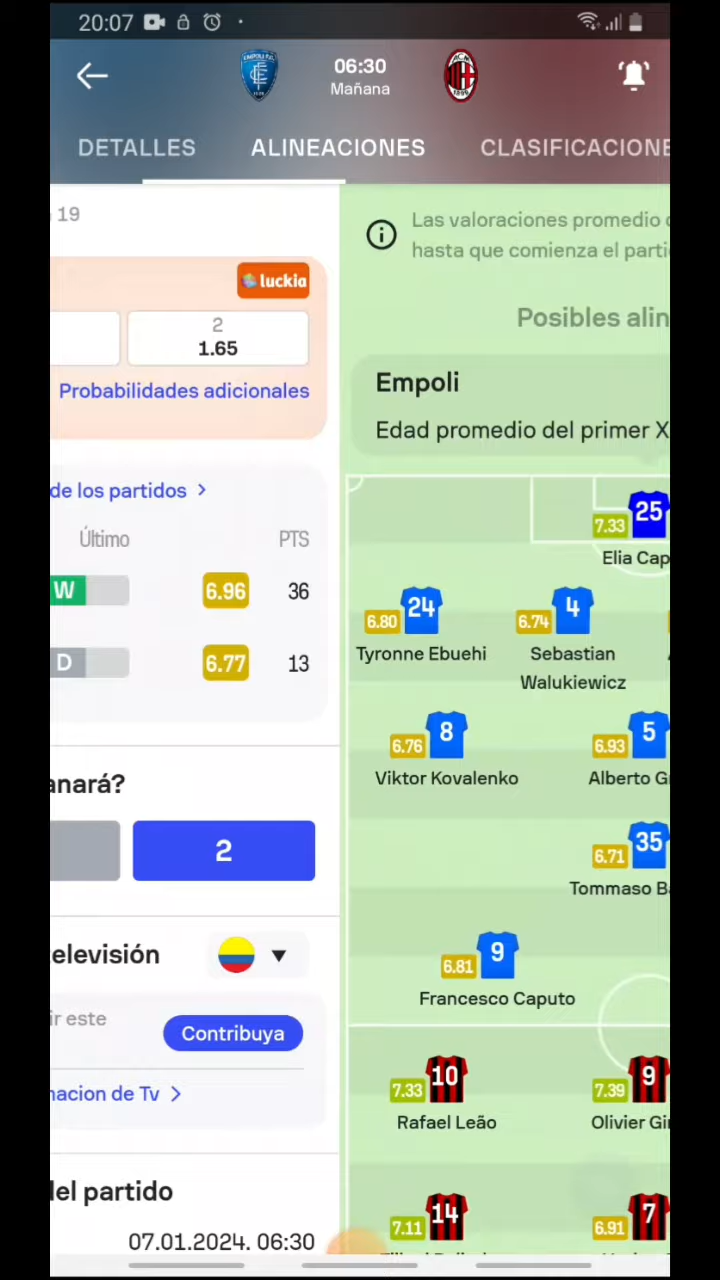 20:07
06:30
Mañana
DETALLES ALINEACIONES CLASIFICACIONE
19
luckia
2
1.65
Probabilidades adicionales
de los partidos >
Último PTS
W 6.96 36
D 6.77 13
anará?
2
elevisión
ir este
Contribuya
nacion de Tv >
del partido
07.01.2024. 06:30
Las valoraciones promedio
hasta que comienza el parti
Posibles alin
Empoli
Edad promedio del primer X
25
7.33
Elia Cap
24
6.80
Tyronne Ebuehi
4
6.74
Sebastian
Walukiewicz
8
6.76
Viktor Kovalenko
5
6.93
Alberto G
35
6.71
Tommaso Ba
9
6.81
Francesco Caputo
10
7.33
Rafael Leão
9
7.39
Olivier Gi
14
7.11
7
6.91